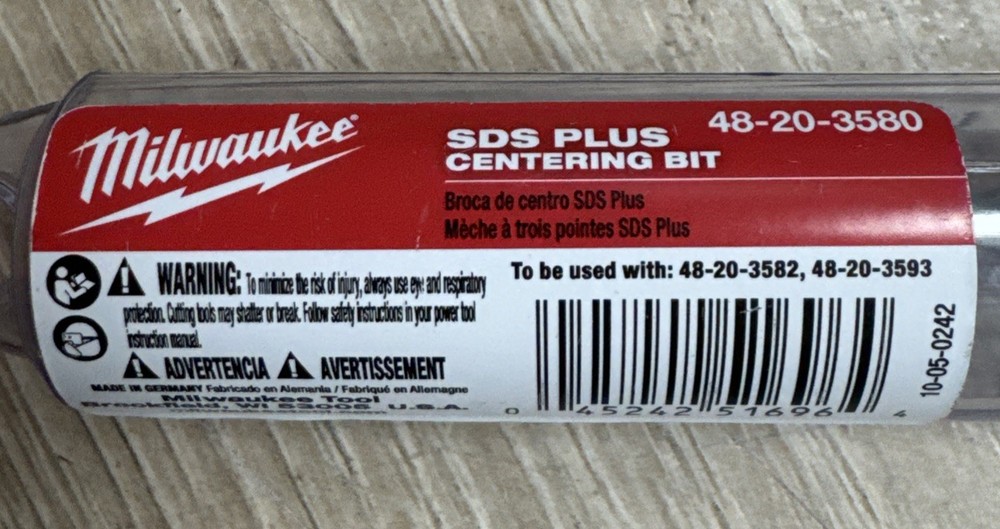 Milwaukee®
48-20-3580
SDS PLUS
CENTERING BIT
Broca de centro SDS Plus
Mèche à trois pointes SDS Plus
WARNING: To minimize the risk of injury, always use eye and respiratory
protection. Cutting tools may shatter or break. Follow safety instructions in your power tool
instruction manual.
ADVERTENCIA AVERTISSEMENT
MADE IN GERMANY Fabricado en Alemania / Fabriqué en Allemagne
Milwaukee Tool
Brookfield, WI 53005 U.S.A.
To be used with: 48-20-3582, 48-20-3593
0 45242 51696 4
10-05-0242